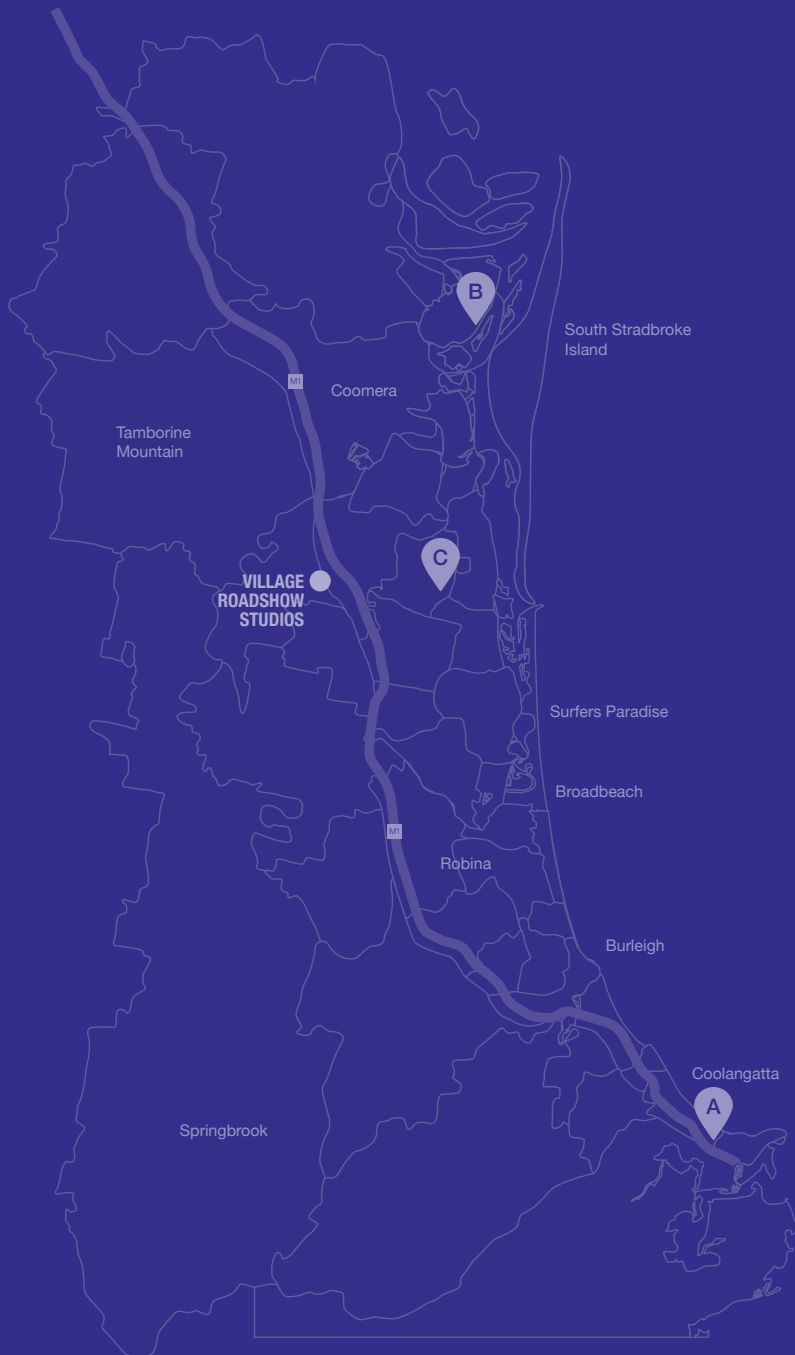 B
South Stradbroke
Island
M1
Coomera
Tamborine
Mountain
C
VILLAGE
ROADSHOW
STUDIOS
Surfers Paradise
Broadbeach
M1
Robina
Burleigh
Coolangatta
A
Springbrook